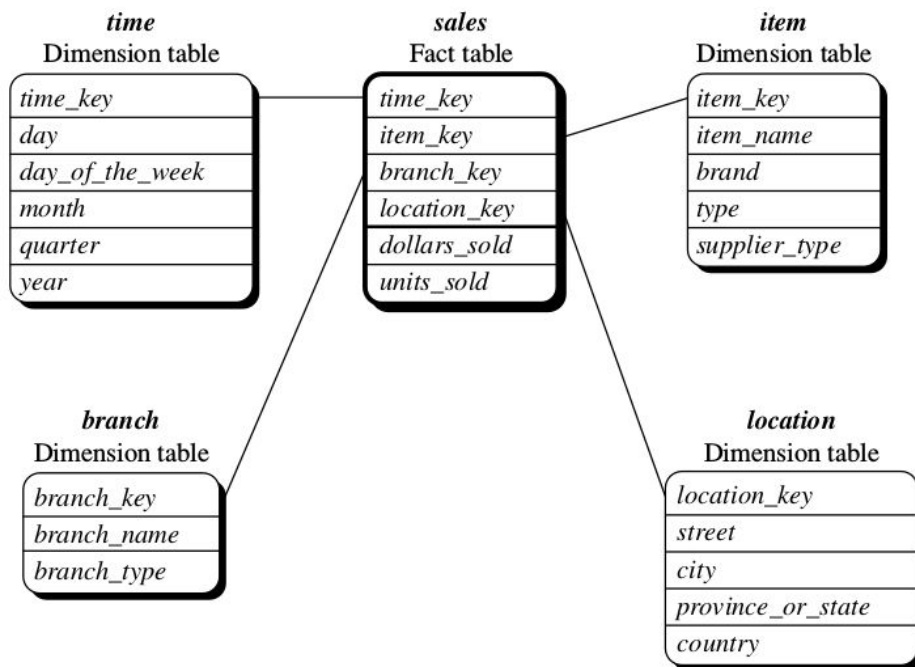 time
Dimension table
time_key
day
day_of_the_week
month
quarter
year
sales
Fact table
time_key
item_key
branch_key
location_key
dollars_sold
units_sold
item
Dimension table
item_key
item_name
brand
type
supplier_type
branch
Dimension table
branch_key
branch_name
branch_type
location
Dimension table
location_key
street
city
province_or_state
country